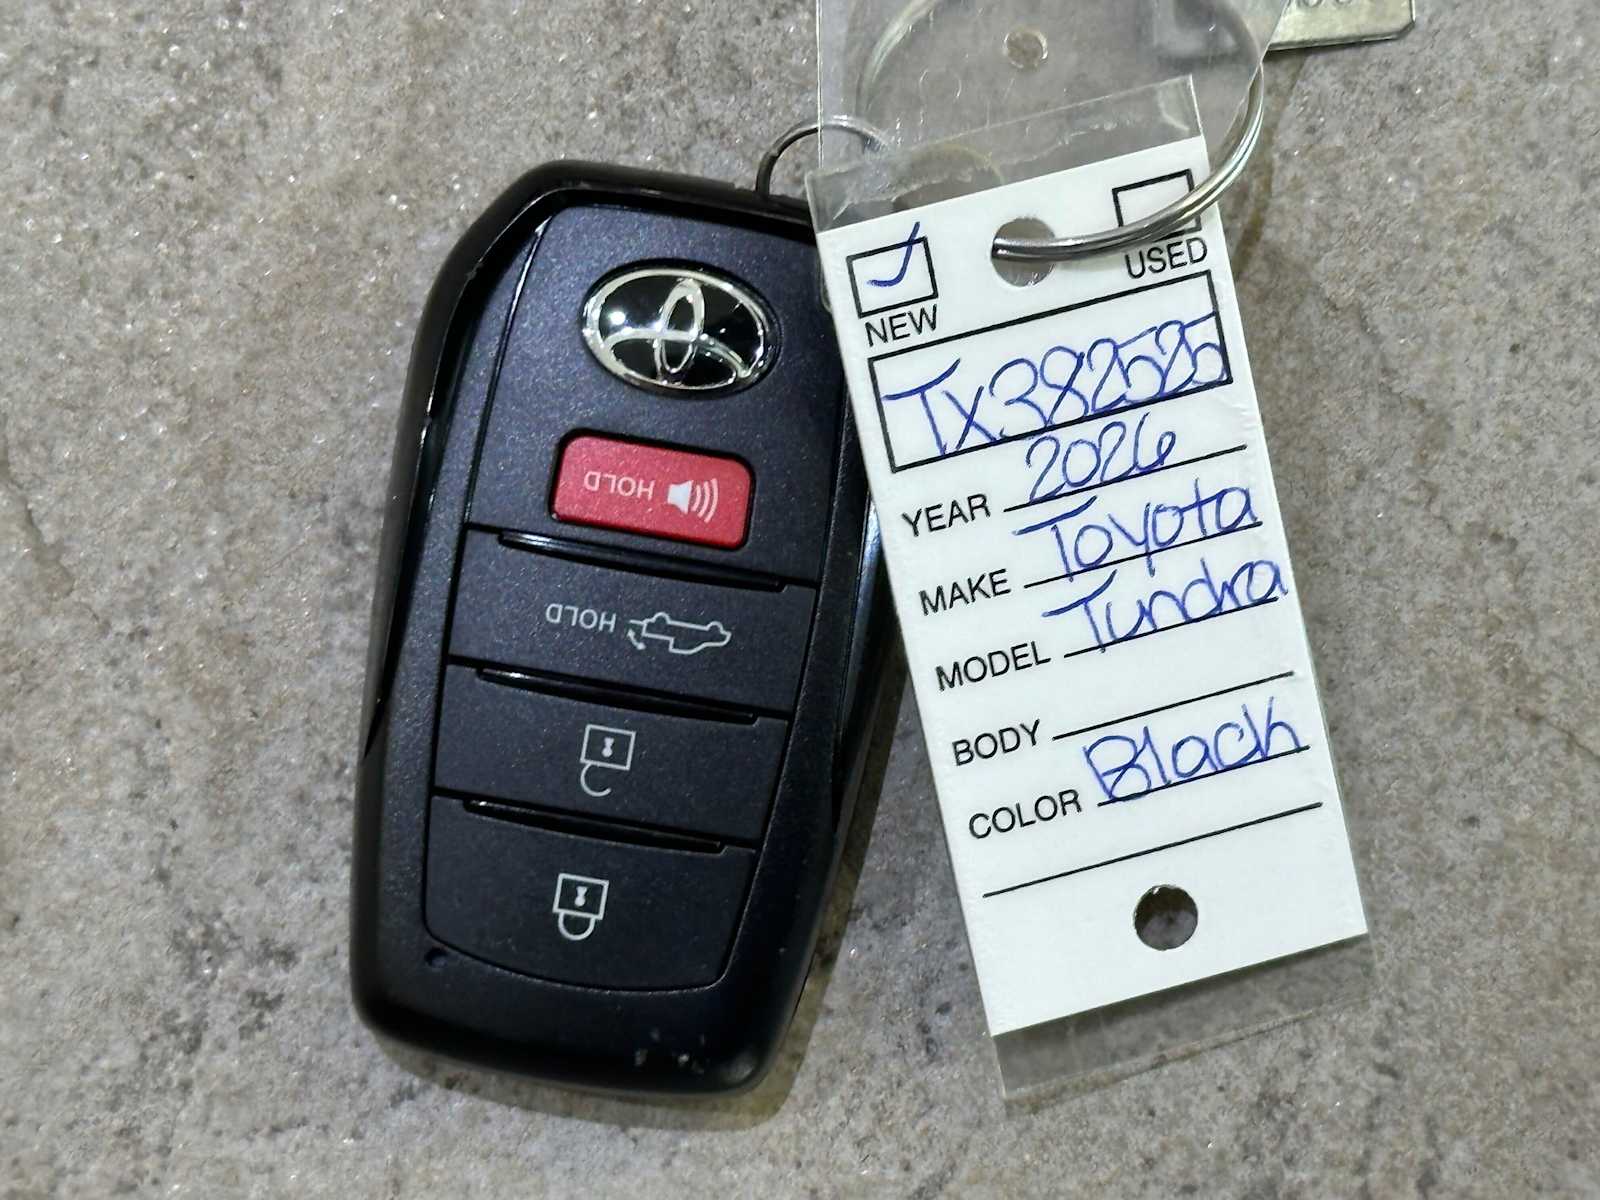 NEW
USED
TX382525
YEAR 2026
MAKE Toyota
MODEL Tundra
BODY
COLOR Black
HOLD
HOLD